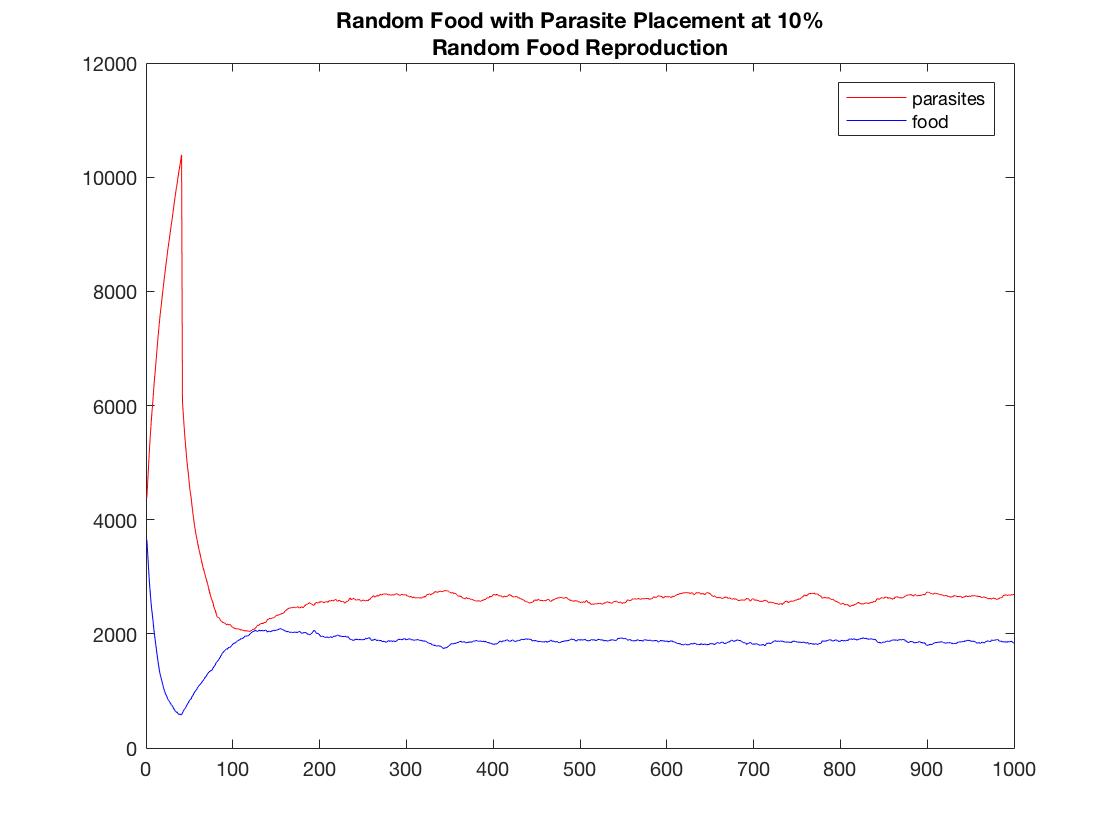 Random Food with Parasite Placement at 10%
Random Food Reproduction
12000
10000
8000
6000
4000
2000
0
parasites
food
0 100 200 300 400 500 600 700 800 900 1000